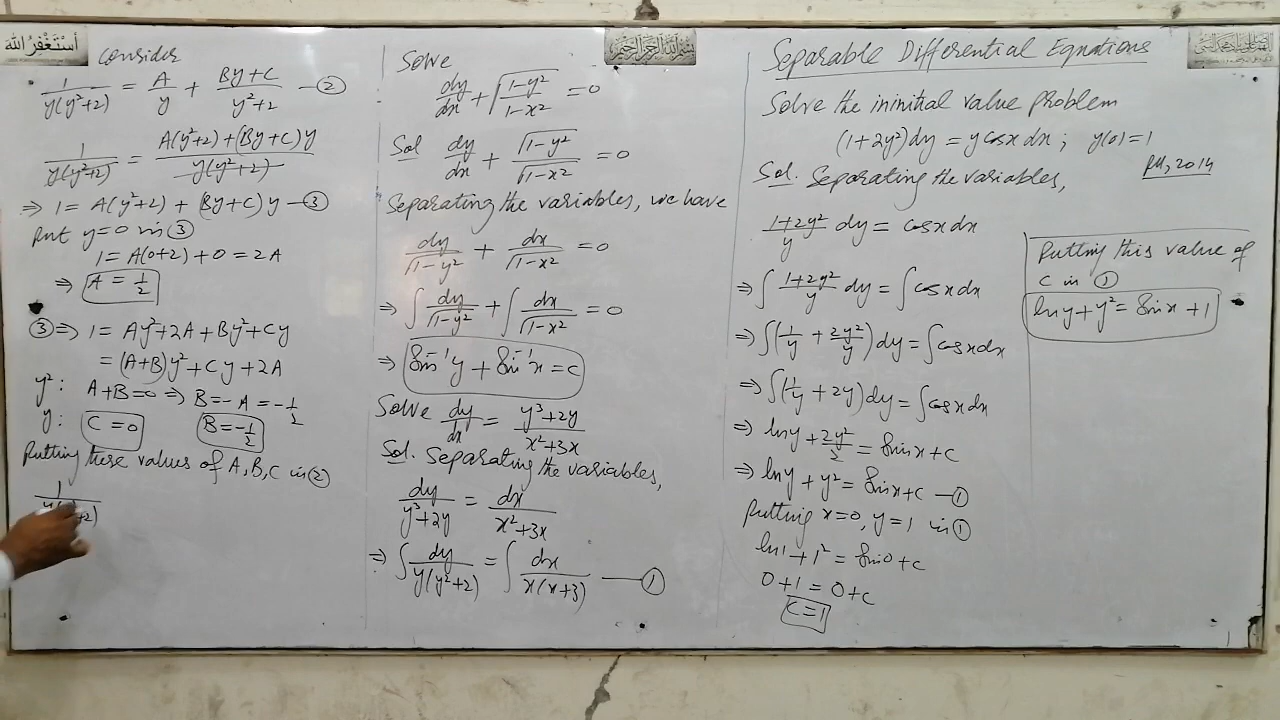 أستغفر الله
Consider
1/y(y²+2) = A/y + By+C/y²+2 —②
1/y(y²+2) = A(y²+2)+(By+C)y/y(y²+2)
⇒ 1 = A(y²+2) + (By+C)y —③
Put y=0 in ③
1 = A(0+2)+0 = 2A
⇒ A = 1/2
③⇒ 1 = Ay²+2A+By²+Cy
= (A+B)y²+Cy+2A
y²: A+B=0 ⇒ B=-A = -1/2
y: C=0 B=-1/2
Putting these values of A,B,C in ②
1/y( +2)
Solve
dy/dx + √1-y²/1-x² = 0
Sol dy/dx + √1-y²/√1-x² = 0
Separating the variables, we have
dy/√1-y² + dx/√1-x² = 0
⇒ ∫dy/√1-y² + ∫dx/√1-x² = 0
⇒ Sin⁻¹y + Sin⁻¹x = c
Solve dy/dx = y³+2y/x²+3x
Sol. Separating the variables,
dy/y³+2y = dx/x²+3x
⇒ ∫dy/y(y²+2) = ∫dx/x(x+3) —①
بسم الله الرحمن الرحيم
Separable Differential Equations
Solve the ininitial value problem
(1+2y²)dy = y cosx dx; y(0)=1
PU, 2014
Sol. Separating the variables,
1+2y²/y dy = cosx dx
⇒ ∫1+2y²/y dy = ∫cosx dx
⇒ ∫(1/y + 2y²/y)dy = ∫cosx dx
⇒ ∫(1/y + 2y)dy = ∫cosx dx
⇒ lny + 2y²/2 = Sinx + c
⇒ lny + y² = Sinx+c —①
Putting x=0, y=1 in ①
ln1 + 1² = Sin0 + c
0+1 = 0+c
c=1
Putting this value of
c in ①
lny + y² = Sinx + 1